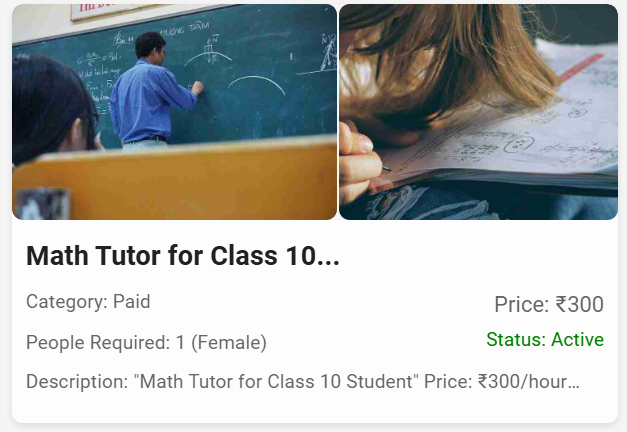 Math Tutor for Class 10...
Category: Paid
Price: ₹300
People Required: 1 (Female)
Status: Active
Description: "Math Tutor for Class 10 Student" Price: ₹300/hour...